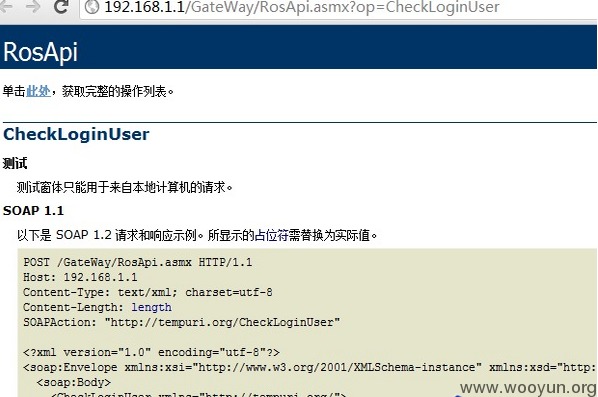 192.168.1.1/GateWay/RosApi.asmx?op=CheckLoginUser
RosApi
单击此处，获取完整的操作列表。
CheckLoginUser
测试
测试窗体只能用于来自本地计算机的请求。
SOAP 1.1
以下是 SOAP 1.2 请求和响应示例。所显示的占位符需替换为实际值。
POST /GateWay/RosApi.asmx HTTP/1.1
Host: 192.168.1.1
Content-Type: text/xml; charset=utf-8
Content-Length: length
SOAPAction: "http://tempuri.org/CheckLoginUser"
<?xml version="1.0" encoding="utf-8"?>
<soap:Envelope xmlns:xsi="http://www.w3.org/2001/XMLSchema-instance" xmlns:xsd="http:
<soap:Body>
<CheckLoginUser xmlns="http://tempuri.org/">
www.wooyun.org